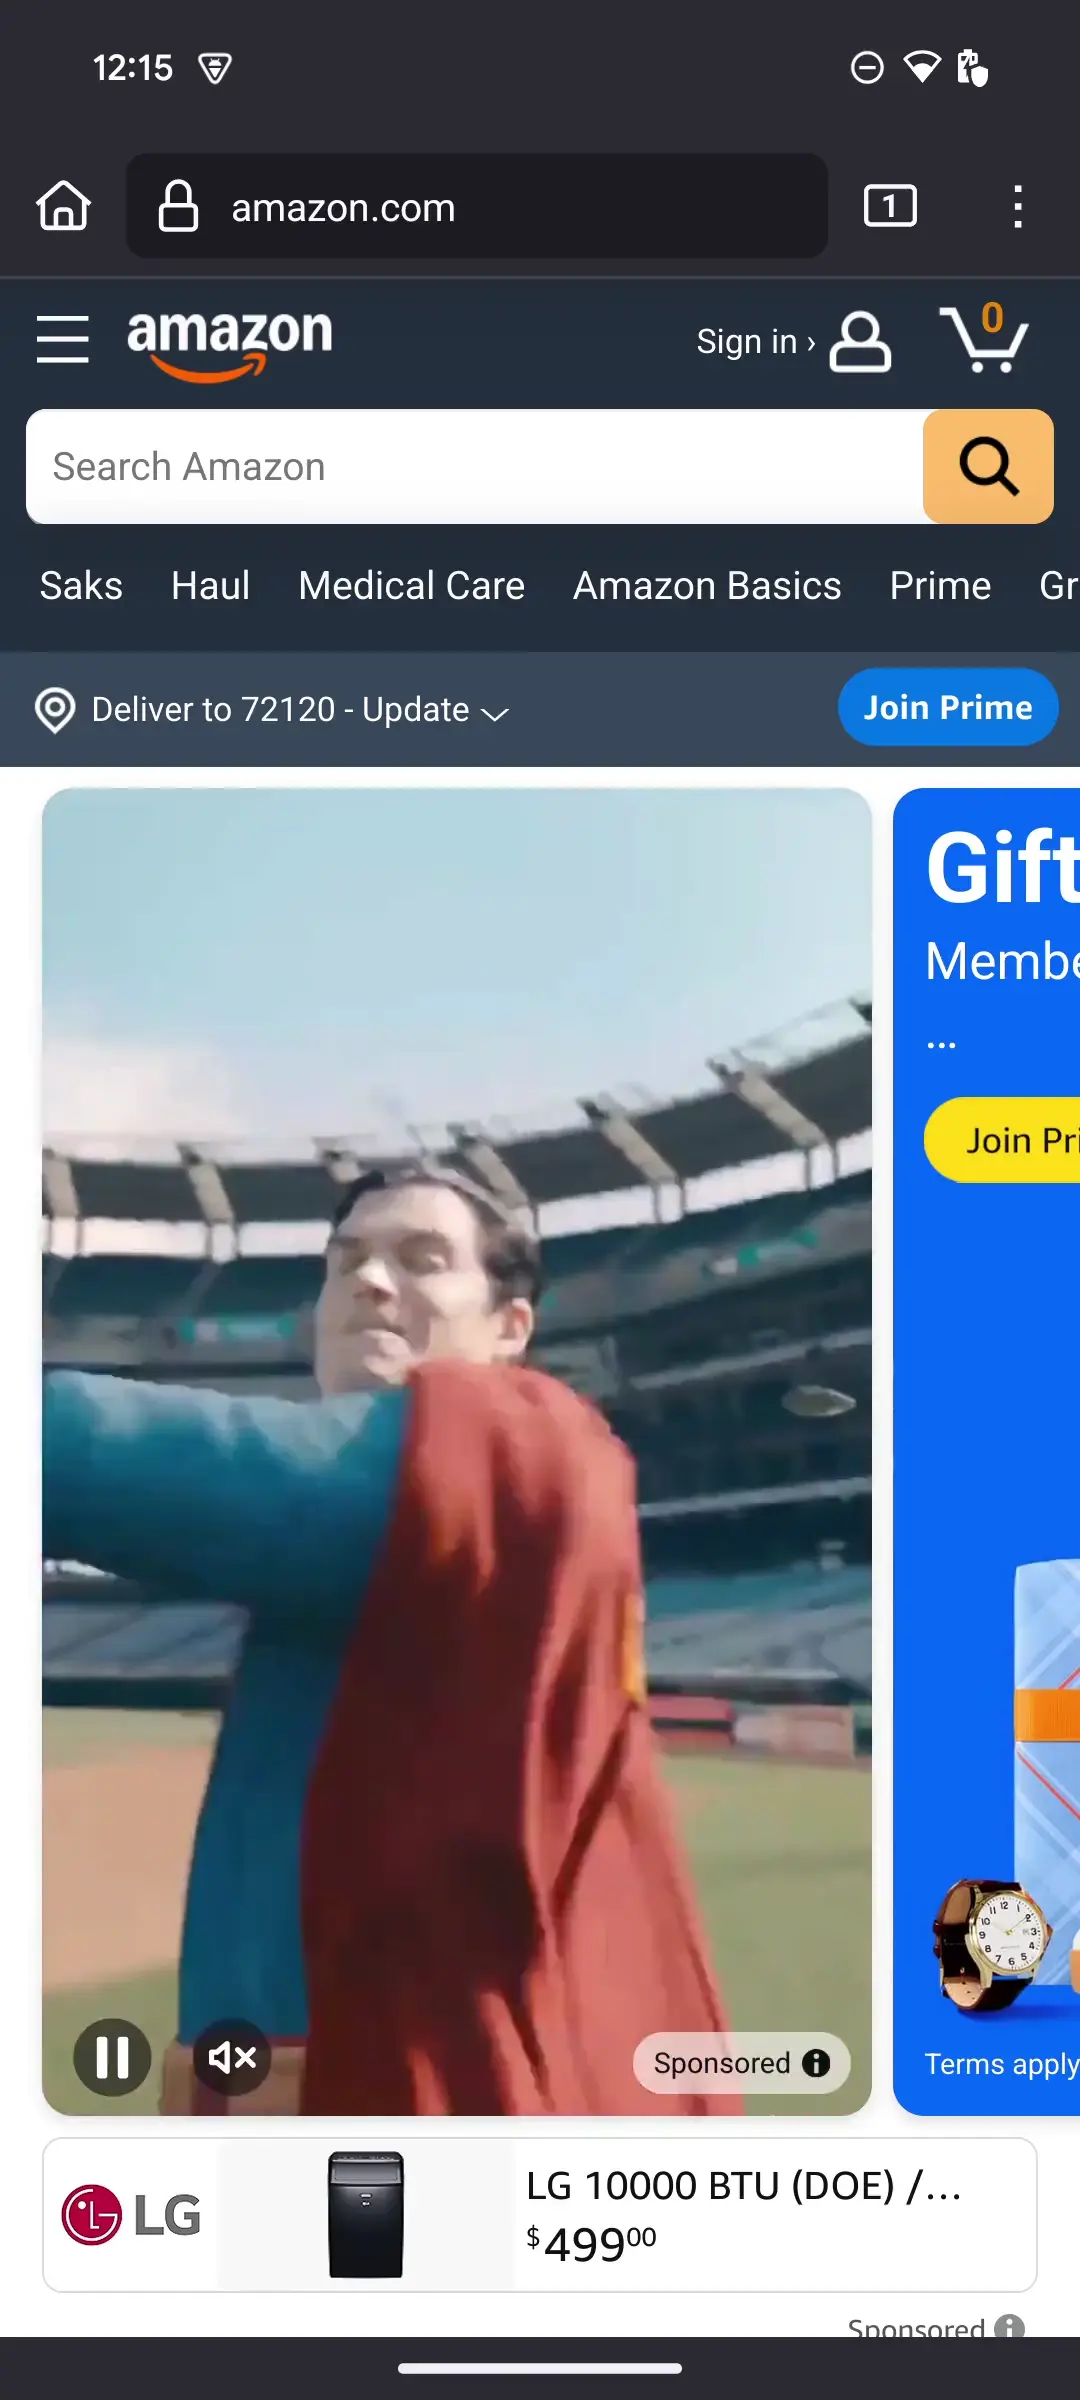 12:15
amazon.com
1
amazon
Sign in ›
0
Search Amazon
Saks Haul Medical Care Amazon Basics Prime Gr
Deliver to 72120 - Update
Join Prime
Gift
Membe
...
Join Pri
Sponsored
Terms apply
LG
LG 10000 BTU (DOE) /...
$49900
Sponsored